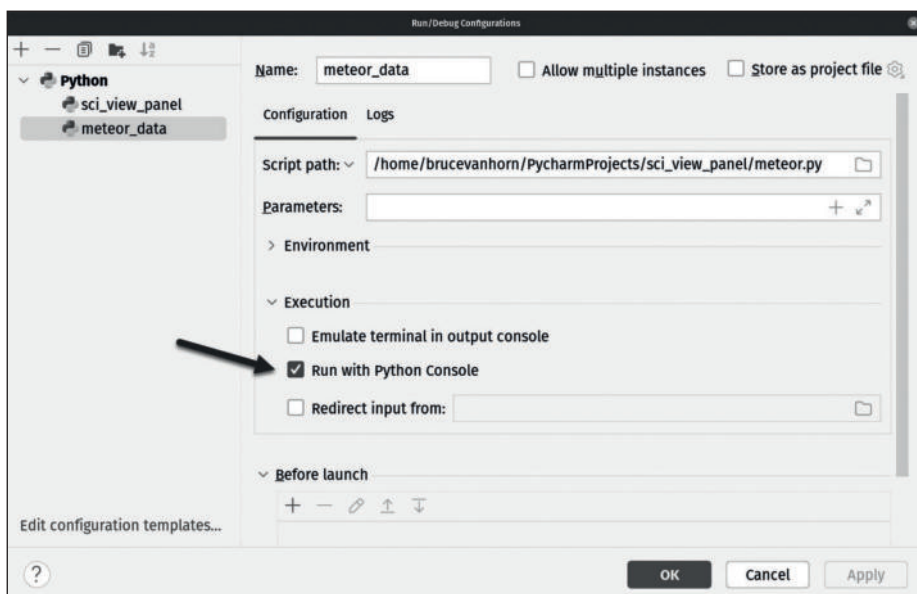 Run/Debug Configurations
Python
sci_view_panel
meteor_data
Edit configuration templates...
Name: meteor_data
Allow multiple instances
Store as project file
Configuration Logs
Script path: /home/brucevanhorn/PycharmProjects/sci_view_panel/meteor.py
Parameters:
Environment
Execution
Emulate terminal in output console
Run with Python Console
Redirect input from:
Before launch
? OK Cancel Apply